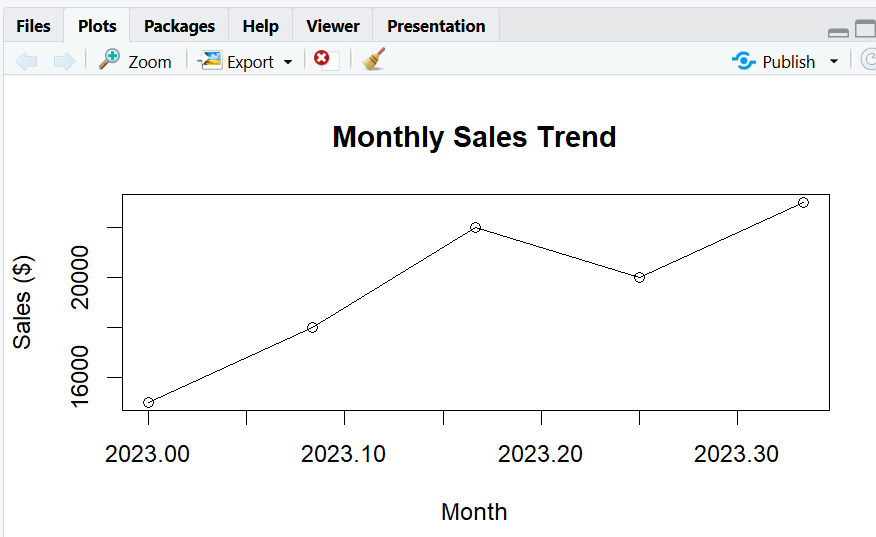 Files Plots Packages Help Viewer Presentation
Zoom Export Publish
Monthly Sales Trend
Sales ($)
20000
16000
2023.00 2023.10 2023.20 2023.30
Month